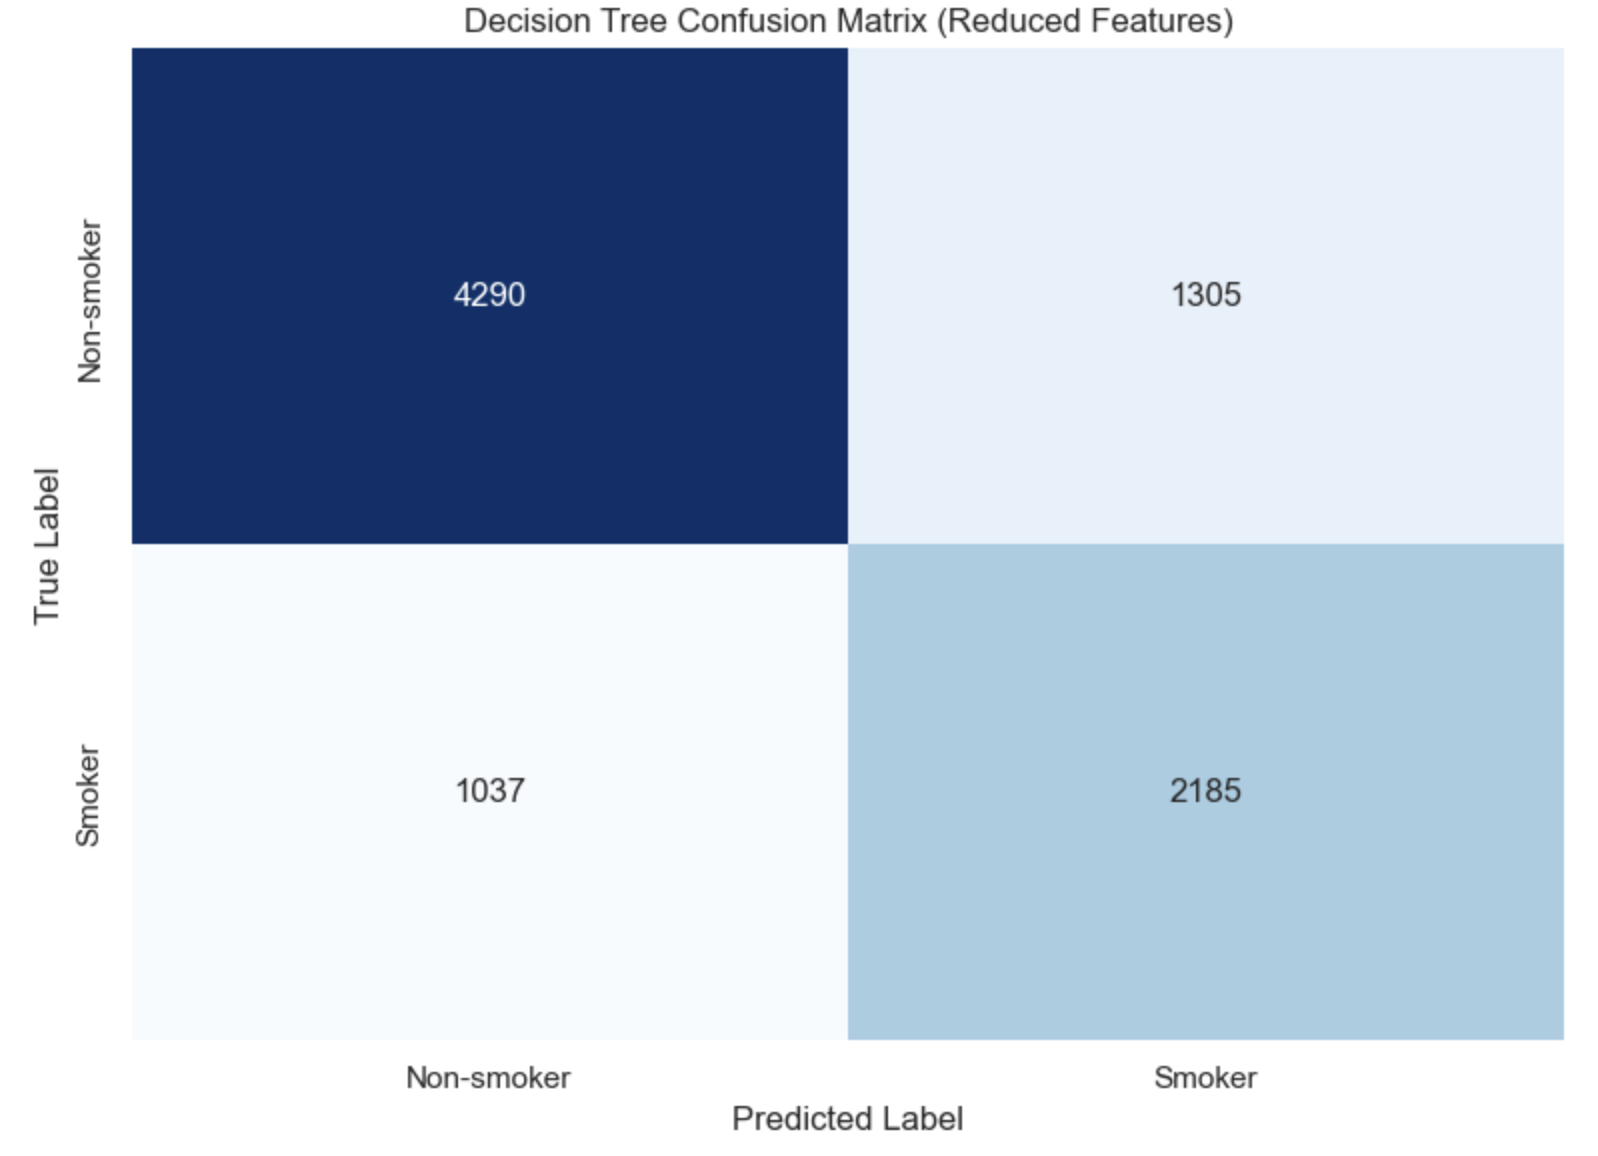 Decision Tree Confusion Matrix (Reduced Features)
True Label
Non-smoker
4290
1305
Smoker
1037
2185
Non-smoker
Smoker
Predicted Label